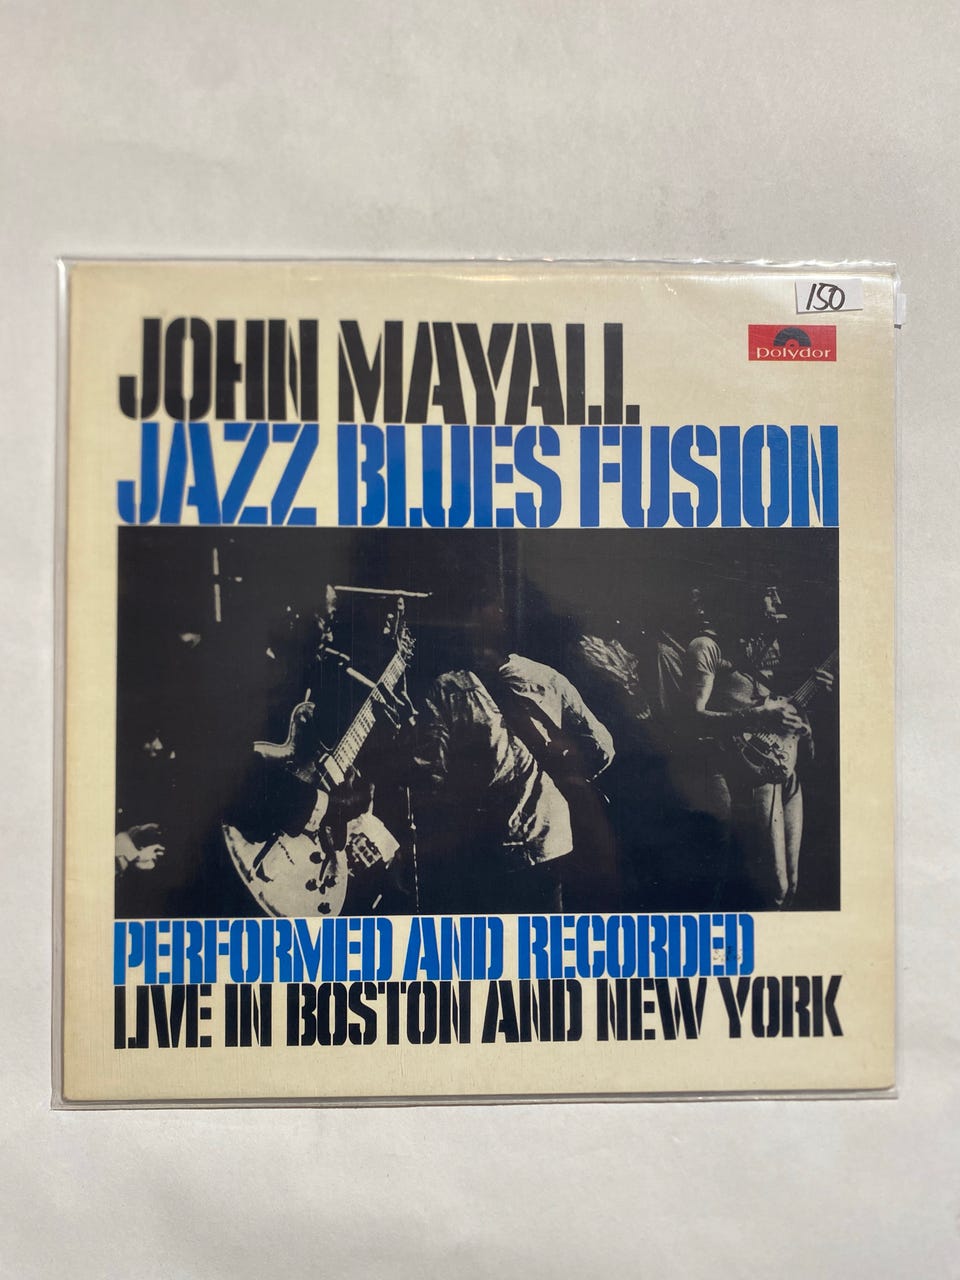 150
polydor
JOHN MAYALL
JAZZ BLUES FUSION
PERFORMED AND RECORDED
LIVE IN BOSTON AND NEW YORK